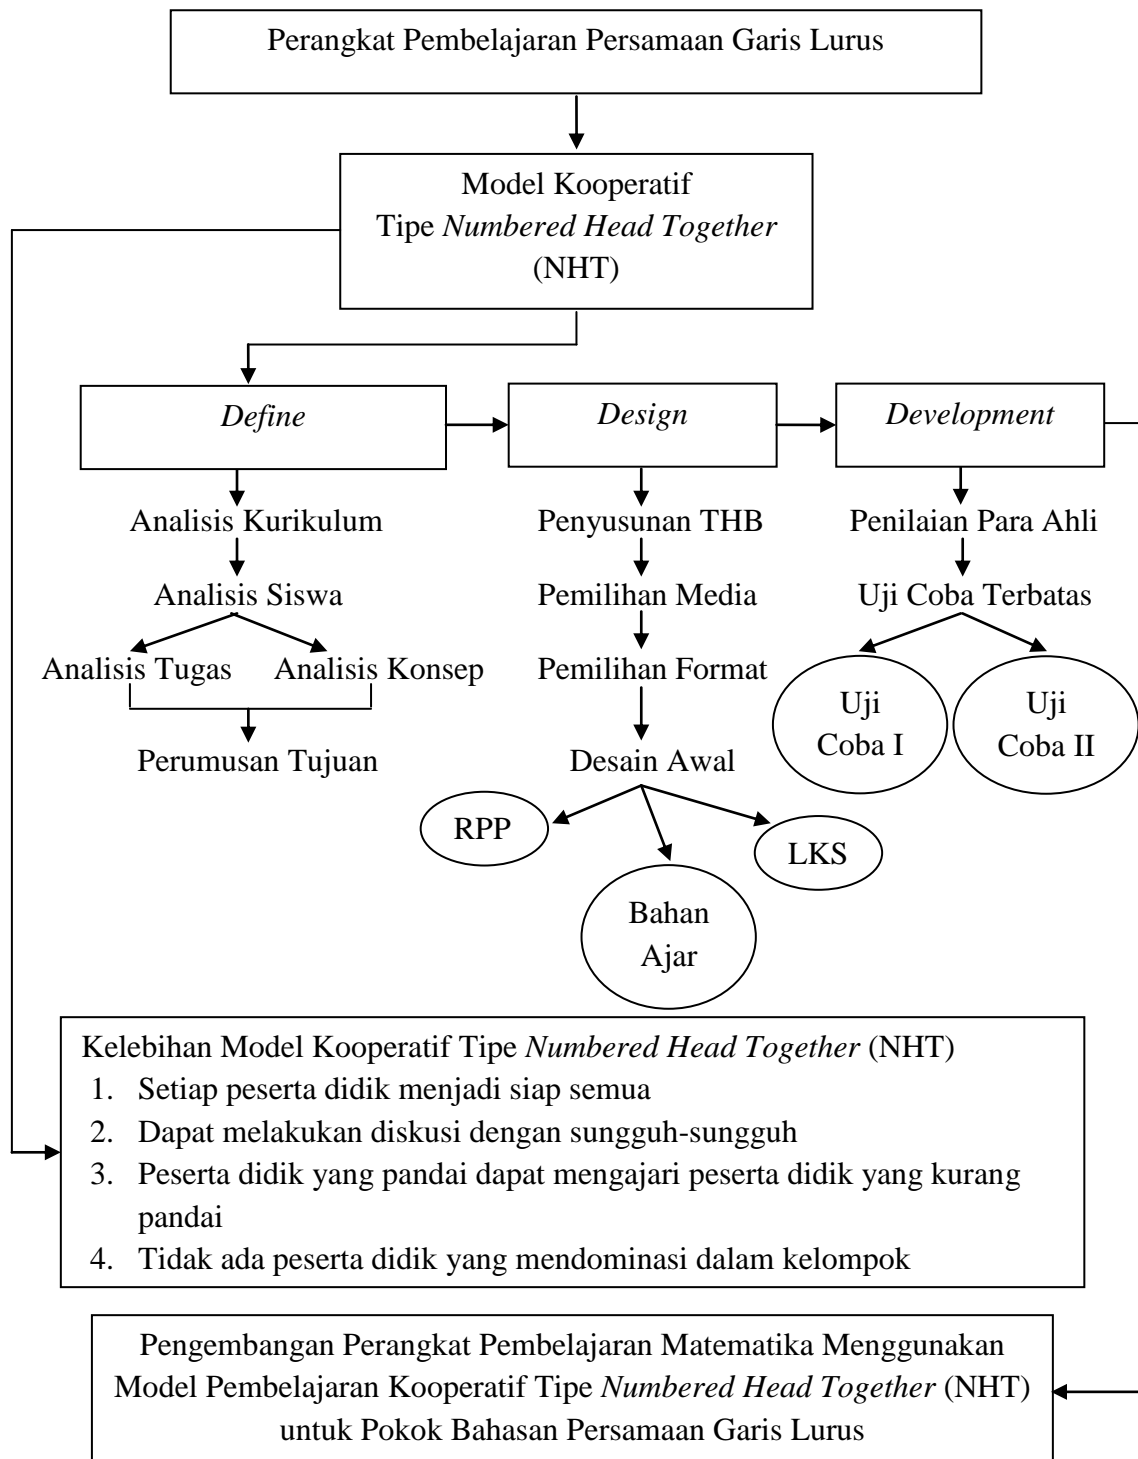 Perangkat Pembelajaran Persamaan Garis Lurus
Model Kooperatif
Tipe Numbered Head Together
(NHT)
Define
Design
Development
Analisis Kurikulum
Analisis Siswa
Analisis Tugas
Analisis Konsep
Perumusan Tujuan
Penyusunan THB
Pemilihan Media
Pemilihan Format
Desain Awal
RPP
Bahan
Ajar
LKS
Penilaian Para Ahli
Uji Coba Terbatas
Uji
Coba I
Uji
Coba II
Kelebihan Model Kooperatif Tipe Numbered Head Together (NHT)
1. Setiap peserta didik menjadi siap semua
2. Dapat melakukan diskusi dengan sungguh-sungguh
3. Peserta didik yang pandai dapat mengajari peserta didik yang kurang
pandai
4. Tidak ada peserta didik yang mendominasi dalam kelompok
Pengembangan Perangkat Pembelajaran Matematika Menggunakan
Model Pembelajaran Kooperatif Tipe Numbered Head Together (NHT)
untuk Pokok Bahasan Persamaan Garis Lurus